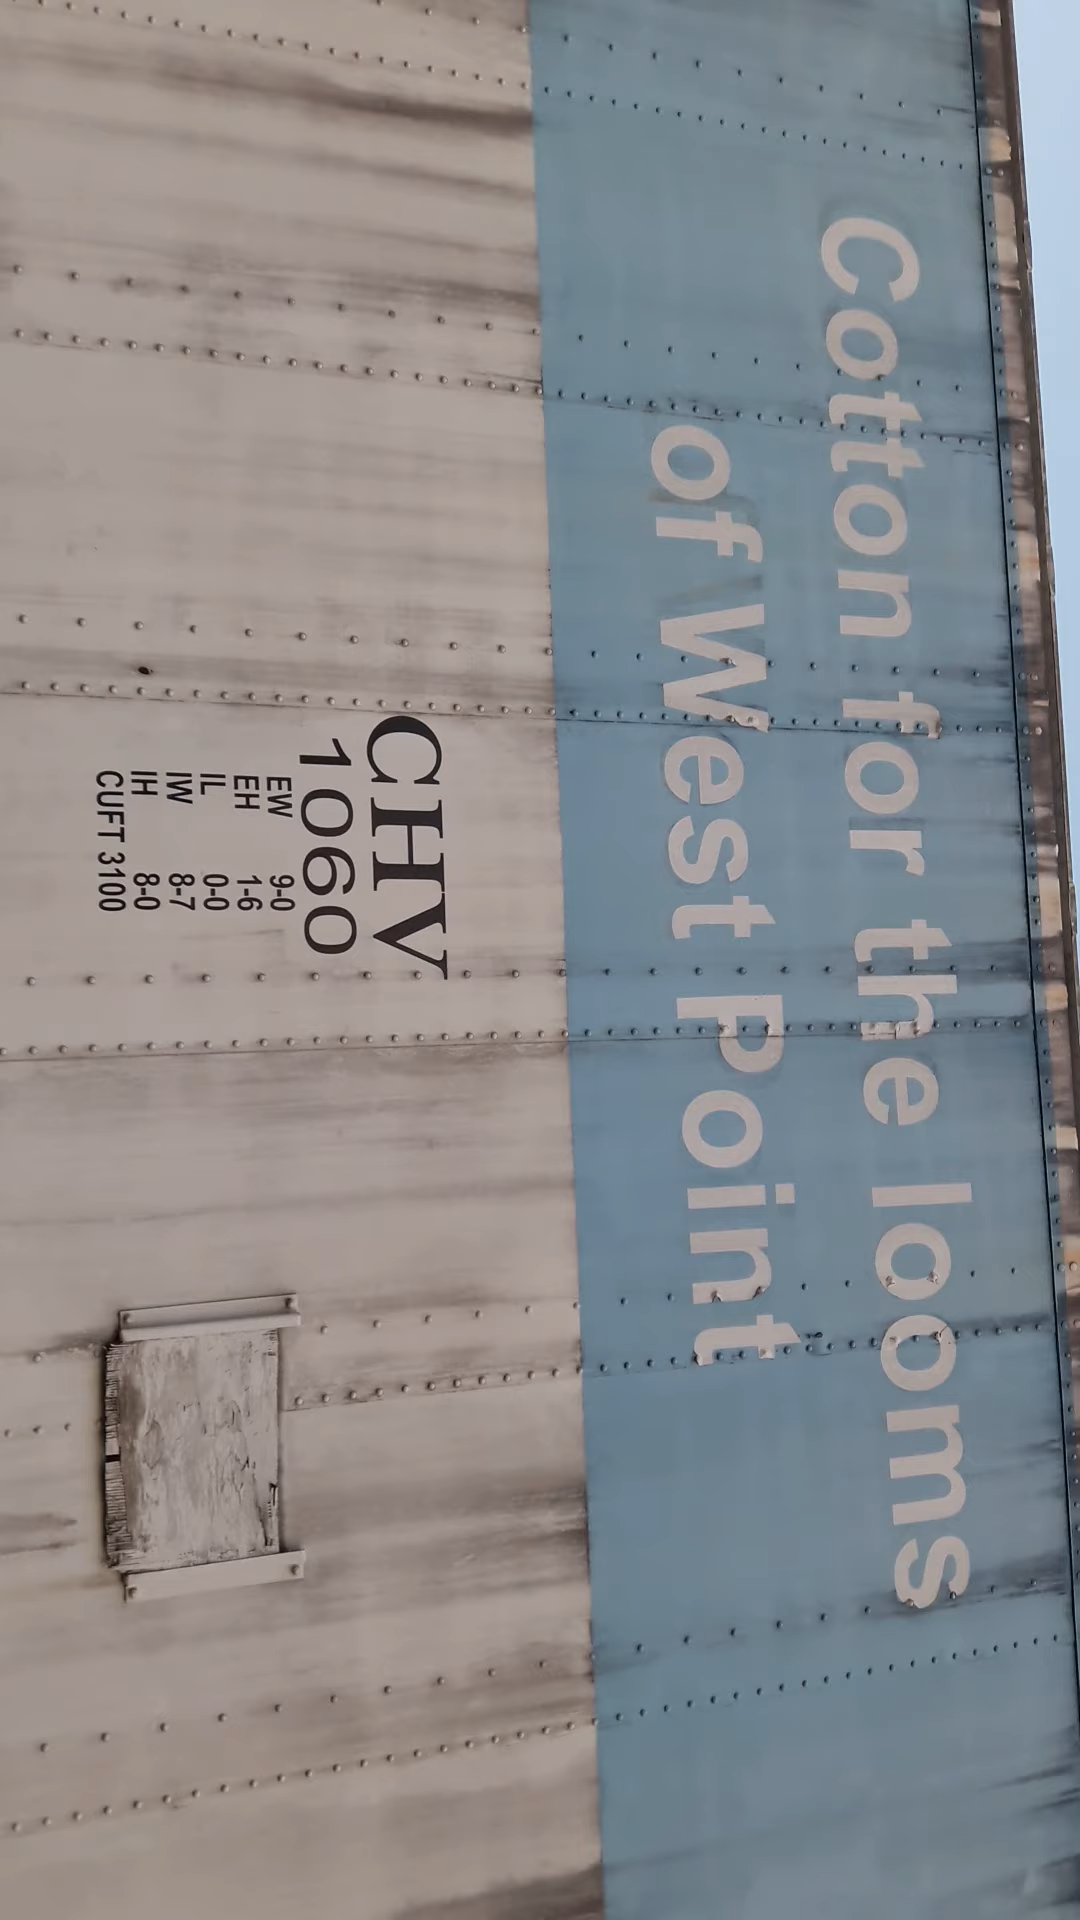 Cotton for the looms
of West Point
CHV
1060
EW 9-0
EH 1-6
IL 0-0
IW 8-7
IH 8-0
CUFT 3100